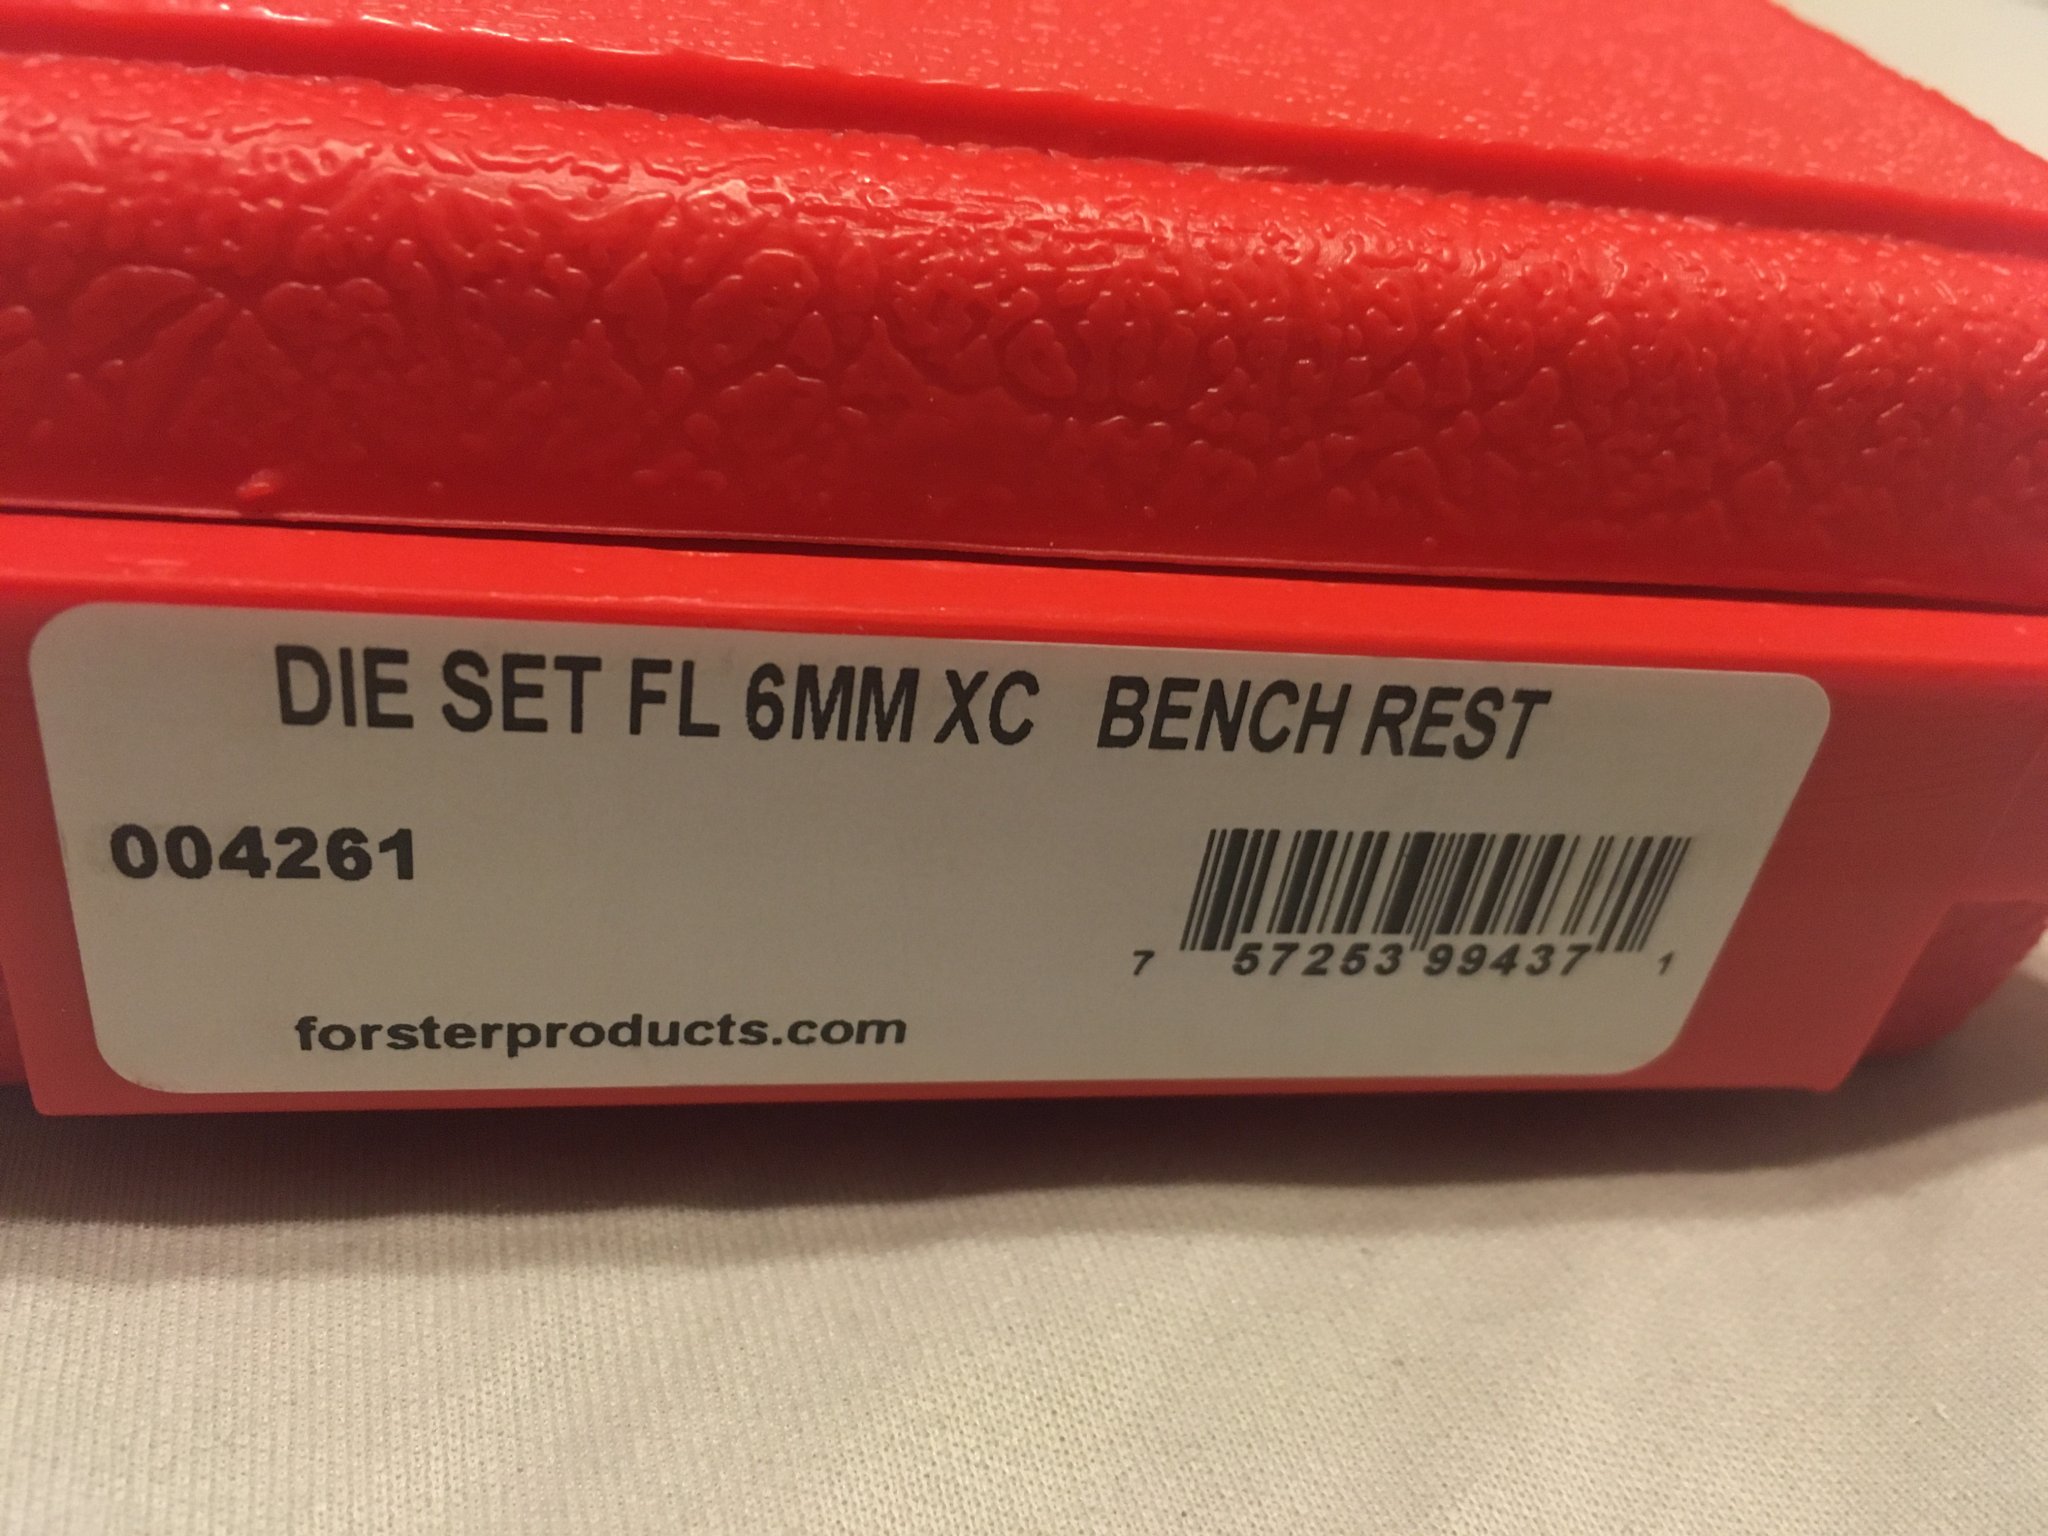 DIE SET FL 6MM XC BENCH REST
004261
7 57253 99437 1
forsterproducts.com